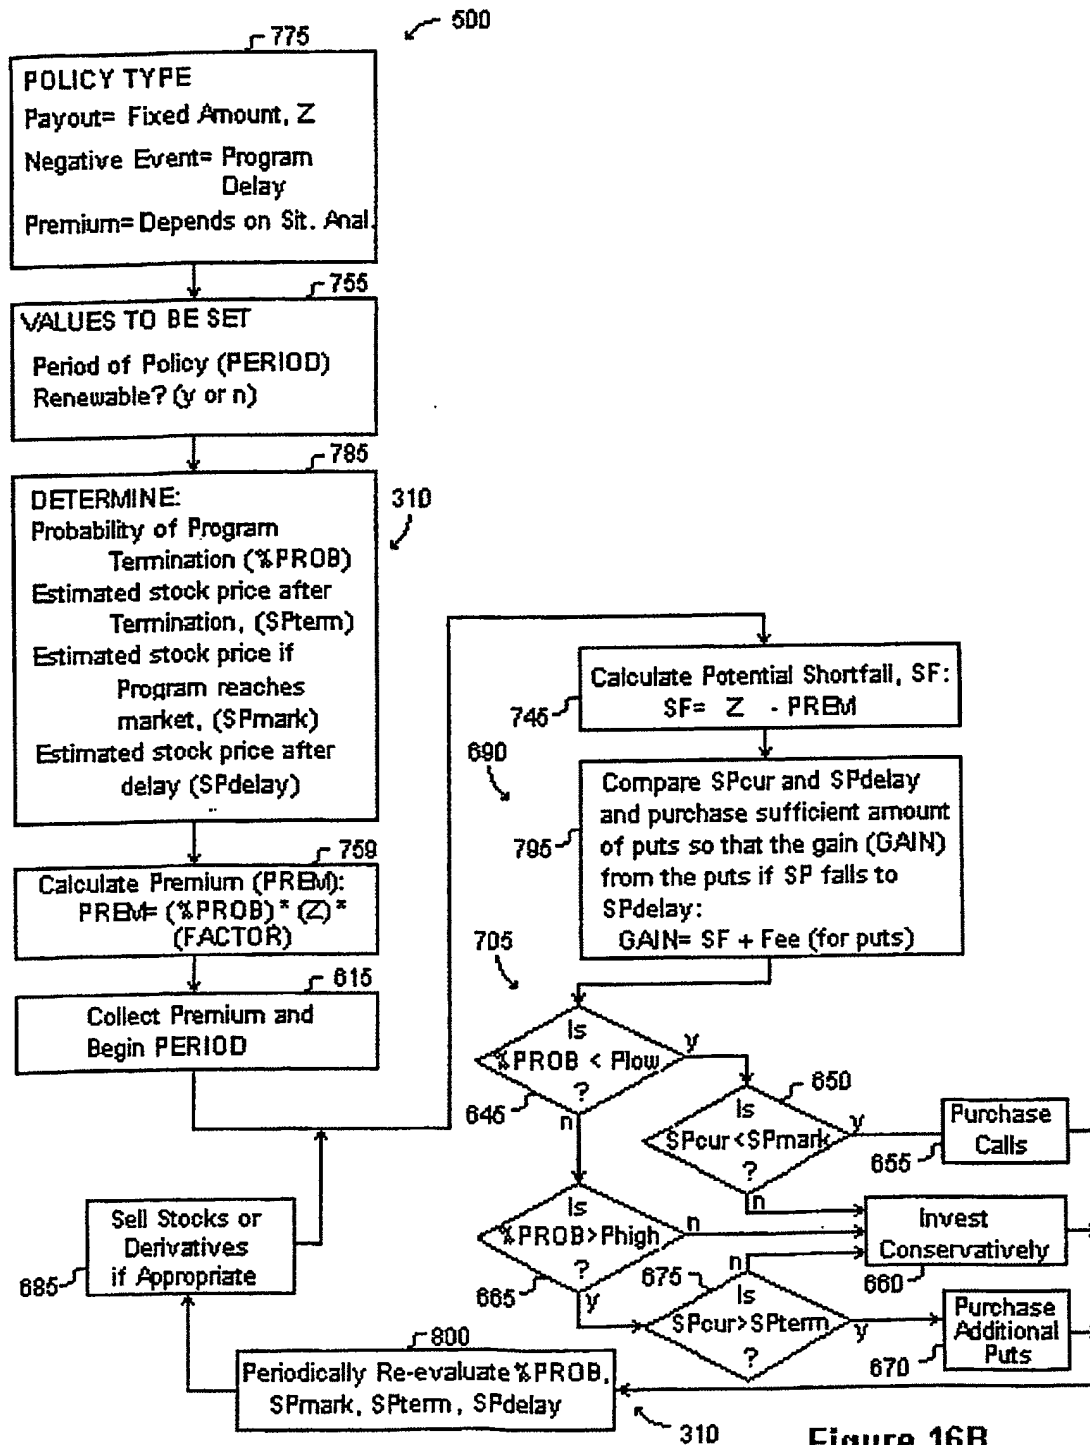 500
775
POLICY TYPE
Payout= Fixed Amount, Z
Negative Event= Program
Delay
Premium= Depends on Sit. Anal.
755
VALUES TO BE SET
Period of Policy (PERIOD)
Renewable? (y or n)
785
DETERMINE:
Probability of Program
Termination (%PROB)
Estimated stock price after
Termination, (SPterm)
Estimated stock price if
Program reaches
market, (SPmark)
Estimated stock price after
delay (SPdelay)
310
759
Calculate Premium (PREM):
PREM= (%PROB)* (Z)*
(FACTOR)
615
Collect Premium and
Begin PERIOD
Calculate Potential Shortfall, SF:
SF= Z - PREM
745
690
Compare SPcur and SPdelay
and purchase sufficient amount
of puts so that the gain (GAIN)
from the puts if SP falls to
SPdelay:
GAIN= SF + Fee (for puts)
795
705
Is
%PROB < Plow
?
y
n
645
650
Is
SPcur<SPmark
?
y
n
Purchase
Calls
655
Is
%PROB>Phigh
?
n
y
665
Invest
Conservatively
660
675
n
Is
SPcur>SPterm
?
y
Purchase
Additional
Puts
670
Sell Stocks or
Derivatives
if Appropriate
685
800
Periodically Re-evaluate %PROB,
SPmark, SPterm, SPdelay
310
Figure 16B